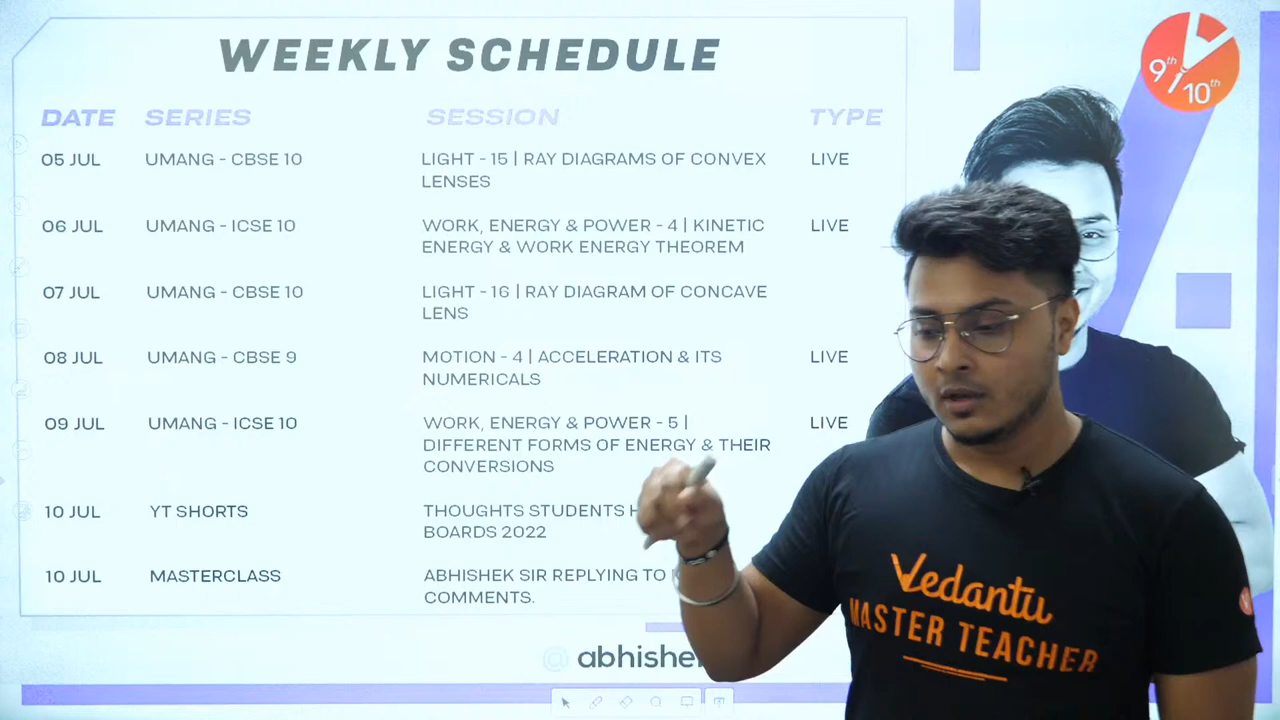 WEEKLY SCHEDULE
DATE SERIES SESSION TYPE
05 JUL UMANG - CBSE 10 LIGHT - 15 | RAY DIAGRAMS OF CONVEX LIVE
LENSES
06 JUL UMANG - ICSE 10 WORK, ENERGY & POWER - 4 | KINETIC LIVE
ENERGY & WORK ENERGY THEOREM
07 JUL UMANG - CBSE 10 LIGHT - 16 | RAY DIAGRAM OF CONCAVE
LENS
08 JUL UMANG - CBSE 9 MOTION - 4 | ACCELERATION & ITS LIVE
NUMERICALS
09 JUL UMANG - ICSE 10 WORK, ENERGY & POWER - 5 | LIVE
DIFFERENT FORMS OF ENERGY & THEIR
CONVERSIONS
10 JUL YT SHORTS THOUGHTS STUDENTS
BOARDS 2022
10 JUL MASTERCLASS ABHISHEK SIR REPLYING TO
COMMENTS.
9th
10th
Vedantu
MASTER TEACHER